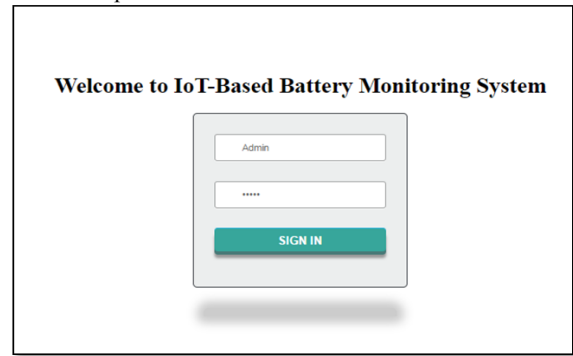 Welcome to IoT-Based Battery Monitoring System
Admin
•••••
SIGN IN